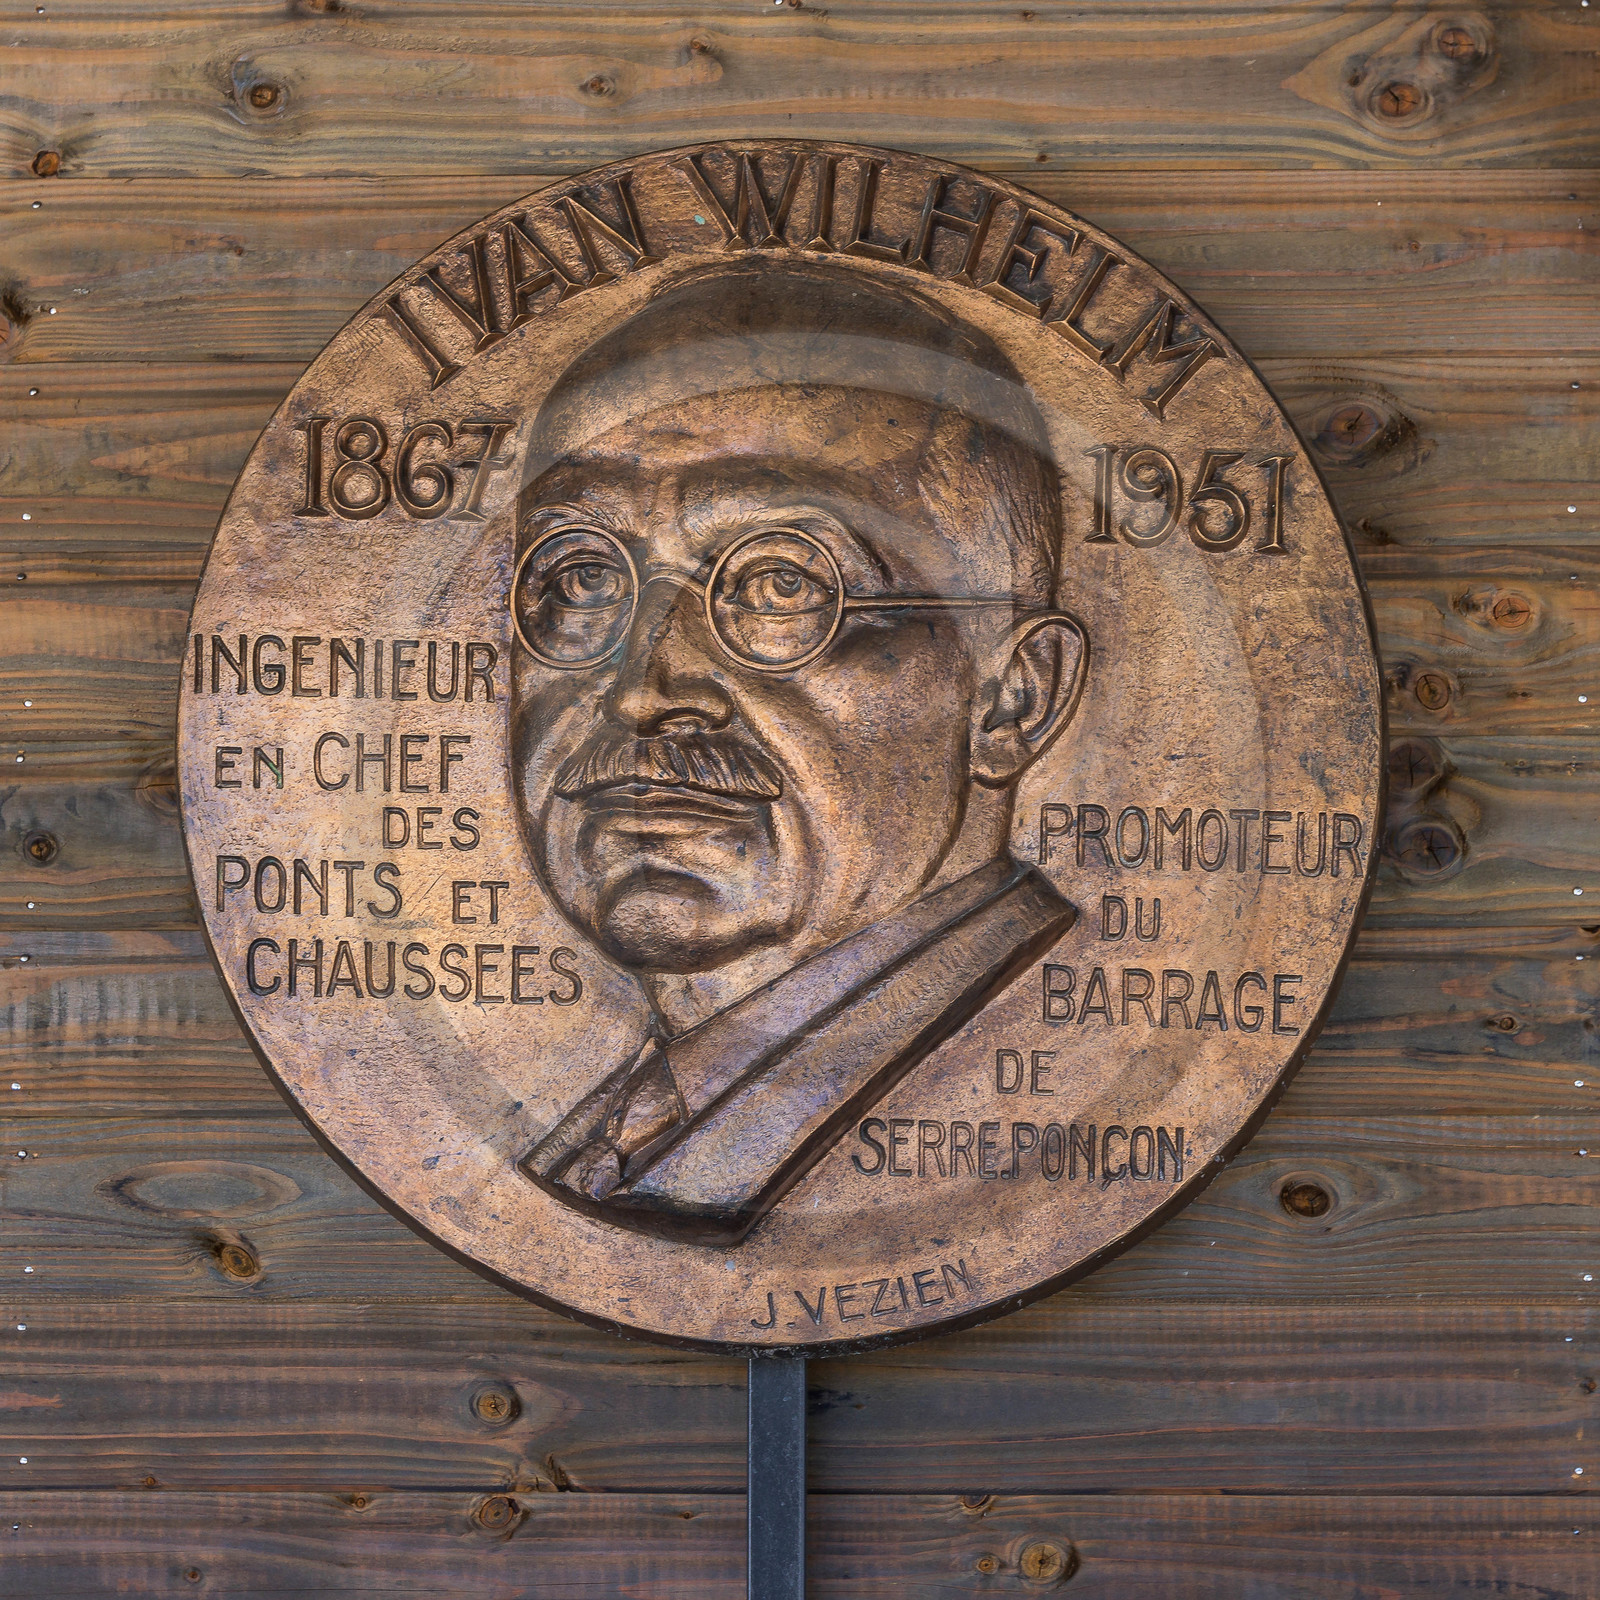 IVAN WILHELM
1867
1951
INGENIEUR
EN CHEF
DES
PONTS ET
CHAUSSEES
PROMOTEUR
DU
BARRAGE
DE
SERRE.PONÇON
J.VEZIEN